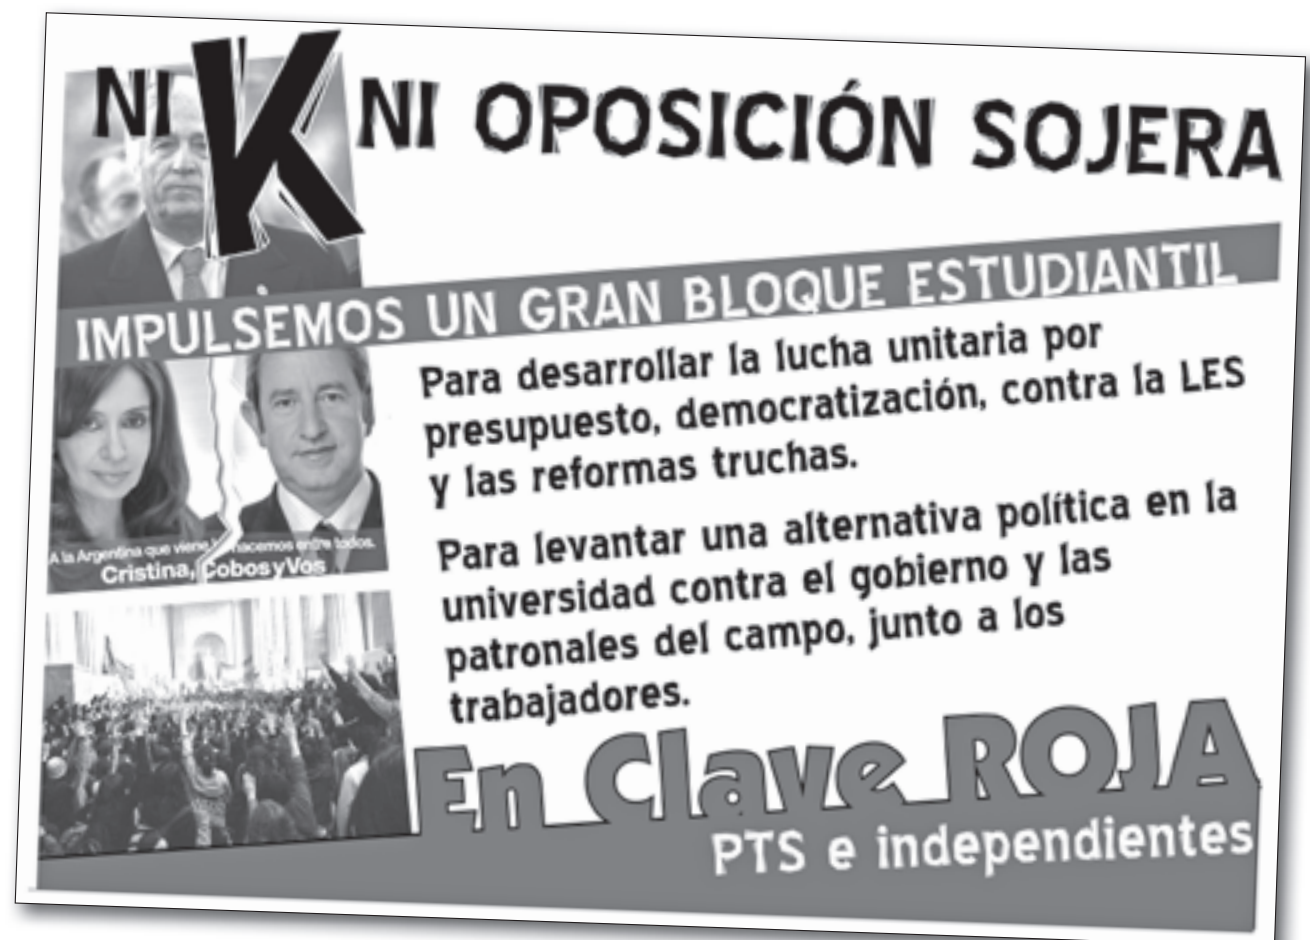 NI K NI OPOSICIÓN SOJERA
IMPULSEMOS UN GRAN BLOQUE ESTUDIANTIL
Para desarrollar la lucha unitaria por
presupuesto, democratización, contra la LES
y las reformas truchas.
Para levantar una alternativa política en la
universidad contra el gobierno y las
patronales del campo, junto a los
trabajadores.
A la Argentina que viene hacemos entre todos.
Cristina, Cobos y Vos
En Clave ROJA
PTS e independientes